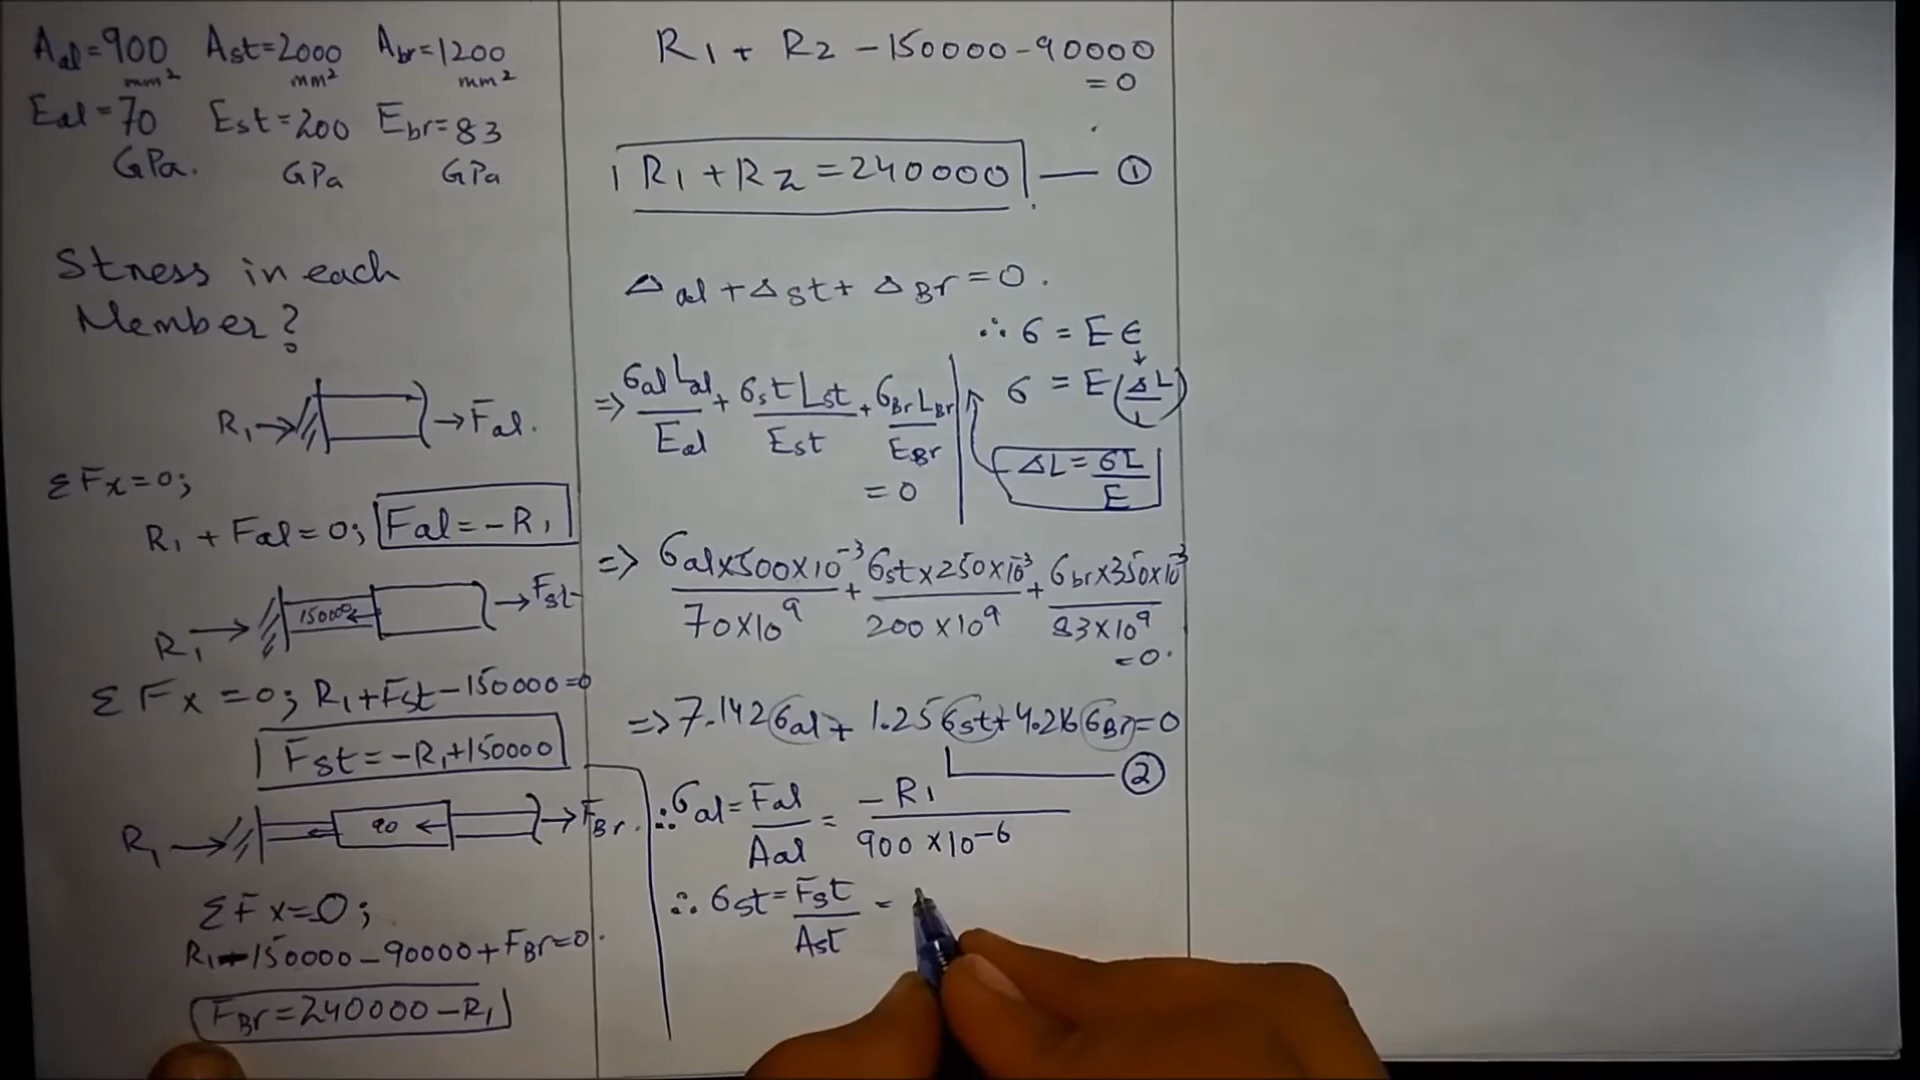 Aal=900 Ast=2000 Abr=1200
mm² mm² mm²
Eal=70 Est=200 Ebr=83
GPa. GPa GPa
Stress in each
Member?
R1 → → Fal.
ΣFx=0;
R1 + Fal=0; Fal=-R1
150000 ← → Fst
R1 →
ΣFx=0; R1+Fst-150000=0
Fst=-R1+150000
R1 → ← 90 ← → FBr.
ΣFx=0;
R1-150000-90000+FBr=0.
FBr=240000-R1
R1 + R2 -150000-90000
=0
R1+R2=240000 — ①
Δal+Δst+ΔBr=0.
∴ σ = Eϵ
↓
⇒ σal Lal/Eal + σst Lst/Est + σBr LBr/EBr
=0
σ = E(ΔL/L)
ΔL=σL/E
⇒ σal×500×10⁻³/70×10⁹ + σst×250×10⁻³/200×10⁹ + σbr×350×10⁻³/83×10⁹
=0.
⇒ 7.142σal+1.25σst+4.216σBr=0
②
∴ σal=Fal/Aal = -R1/900×10⁻⁶
∴ σst=Fst/Ast =